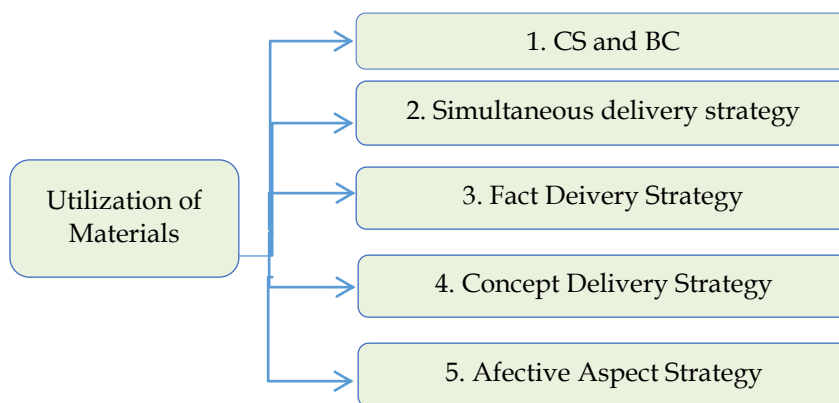 1. CS and BC
2. Simultaneous delivery strategy
Utilization of
Materials
3. Fact Deivery Strategy
4. Concept Delivery Strategy
5. Afective Aspect Strategy